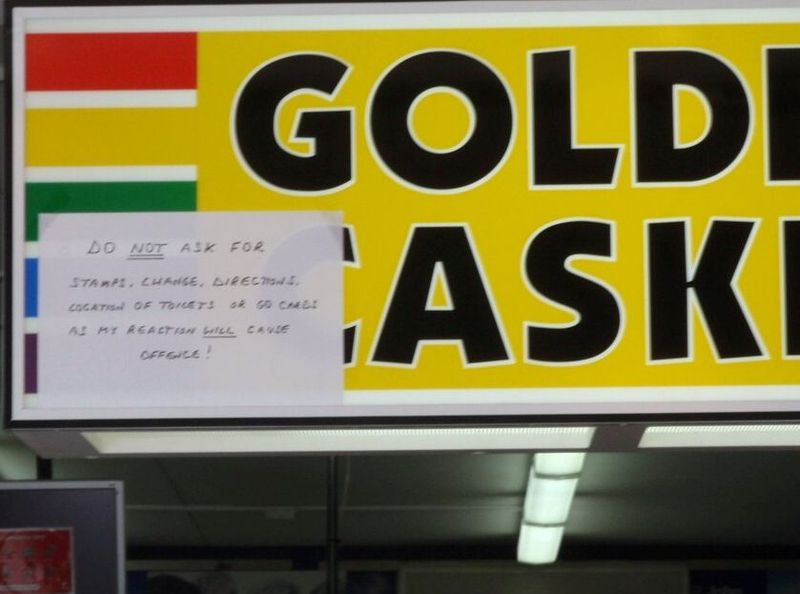 GOLD
CASK
DO NOT ASK FOR
STAMPS, CHANGE, DIRECTIONS,
LOCATION OF TOILETS OR GO CARDS
AS MY REACTION WILL CAUSE
OFFENCE!